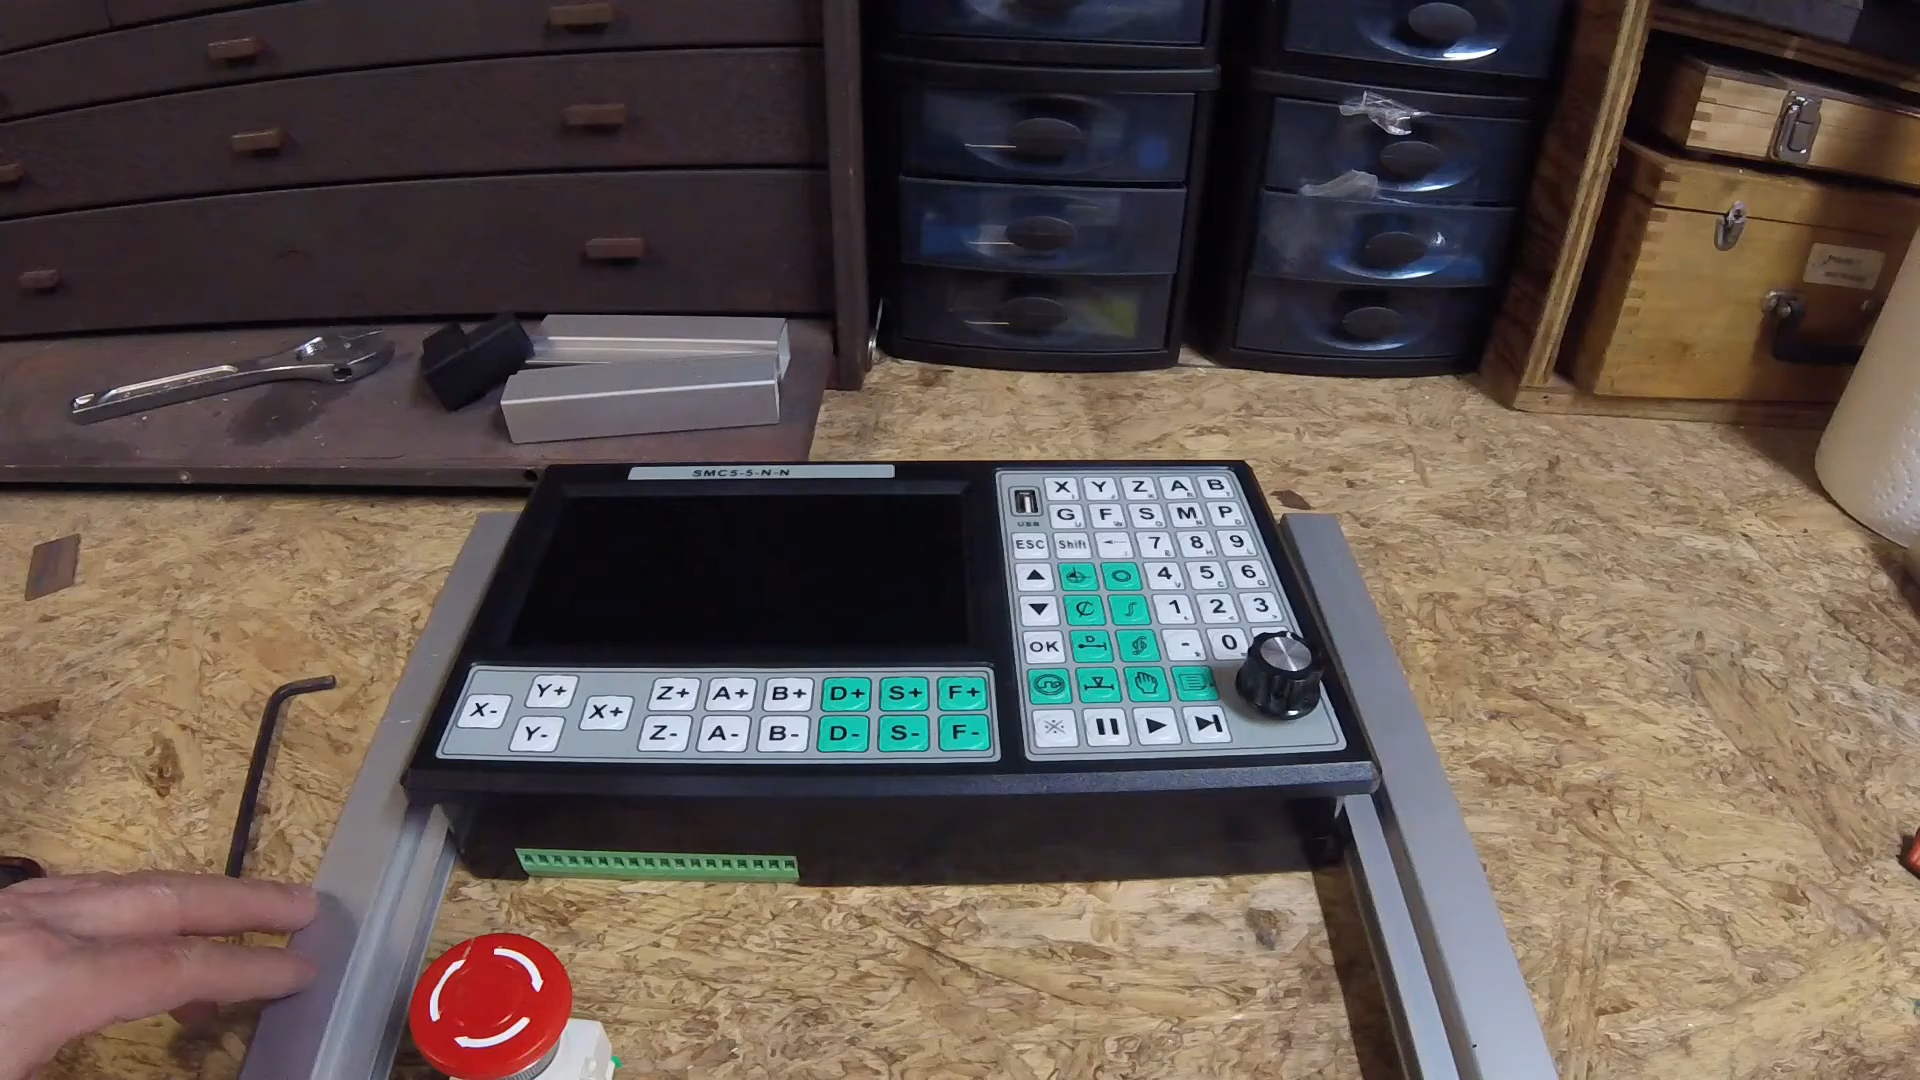 SMC5-5-N-N
X Y Z A B
USB
G F S M P
ESC Shift 7 8 9
4 5 6
1 2 3
OK - 0
X- Y+ X+ Z+ A+ B+ D+ S+ F+
Y- Z- A- B- D- S- F-